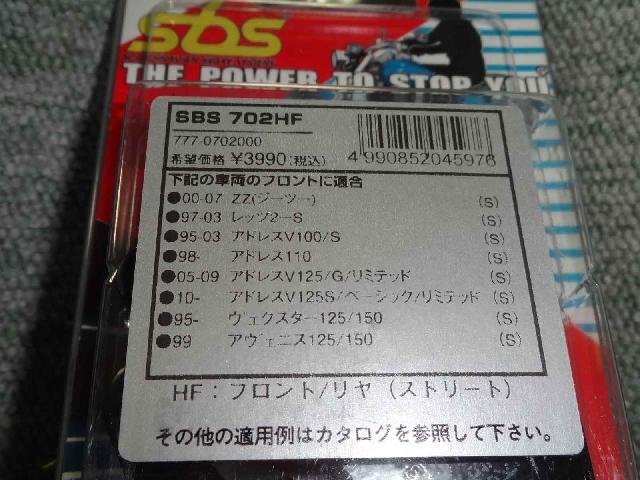 sbs
THE POWER TO STOP YOU
SBS 702HF
777-0702000
希望価格 ¥3990(税込)
4990852045976
下記の車両のフロントに適合
●00-07 ZZ(ジーツー) (S)
●97-03 レッツ2-S (S)
●95-03 アドレスV100/S (S)
●98- アドレス110 (S)
●05-09 アドレスV125/G/リミテッド (S)
●10- アドレスV125S/ベーシック/リミテッド (S)
●95- ヴェクスター125/150 (S)
●99 アヴェニス125/150 (S)
HF：フロント/リヤ（ストリート）
その他の適用例はカタログを参照して下さい。